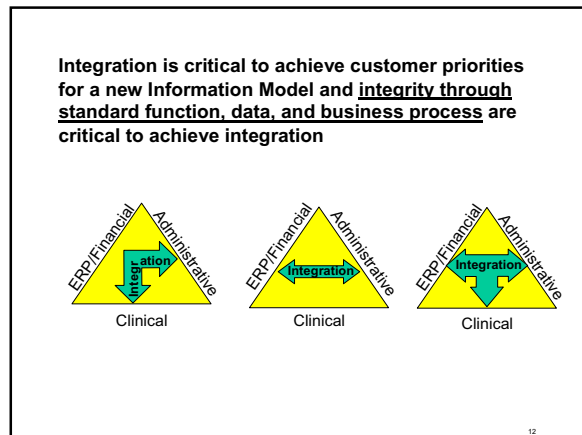 Integration is critical to achieve customer priorities
for a new Information Model and integrity through
standard function, data, and business process are
critical to achieve integration
ERP/Financial
Administrative
Integration
Clinical
ERP/Financial
Administrative
Integration
Clinical
ERP/Financial
Administrative
Integration
Clinical
12